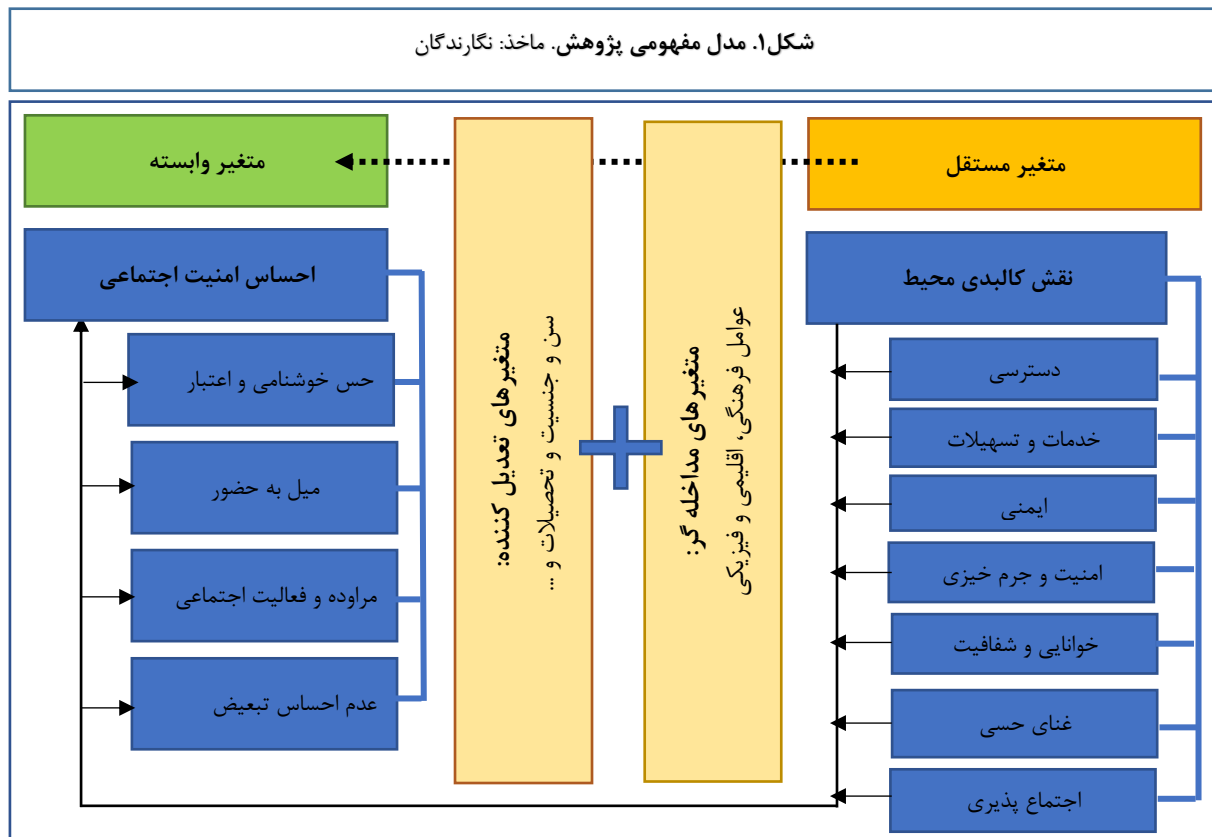 شکل۱. مدل مفهومی پژوهش. ماخذ: نگارندگان
متغیر مستقل
متغیر وابسته
نقش کالبدی محیط
دسترسی
خدمات و تسهیلات
ایمنی
امنیت و جرم خیزی
خوانایی و شفافیت
غنای حسی
اجتماع پذیری
متغیرهای مداخله گر:
عوامل فرهنگی، اقلیمی و فیزیکی
متغیرهای تعدیل کننده:
سن و جنسیت و تحصیلات و ...
احساس امنیت اجتماعی
حس خوشنامی و اعتبار
میل به حضور
مراوده و فعالیت اجتماعی
عدم احساس تبعیض